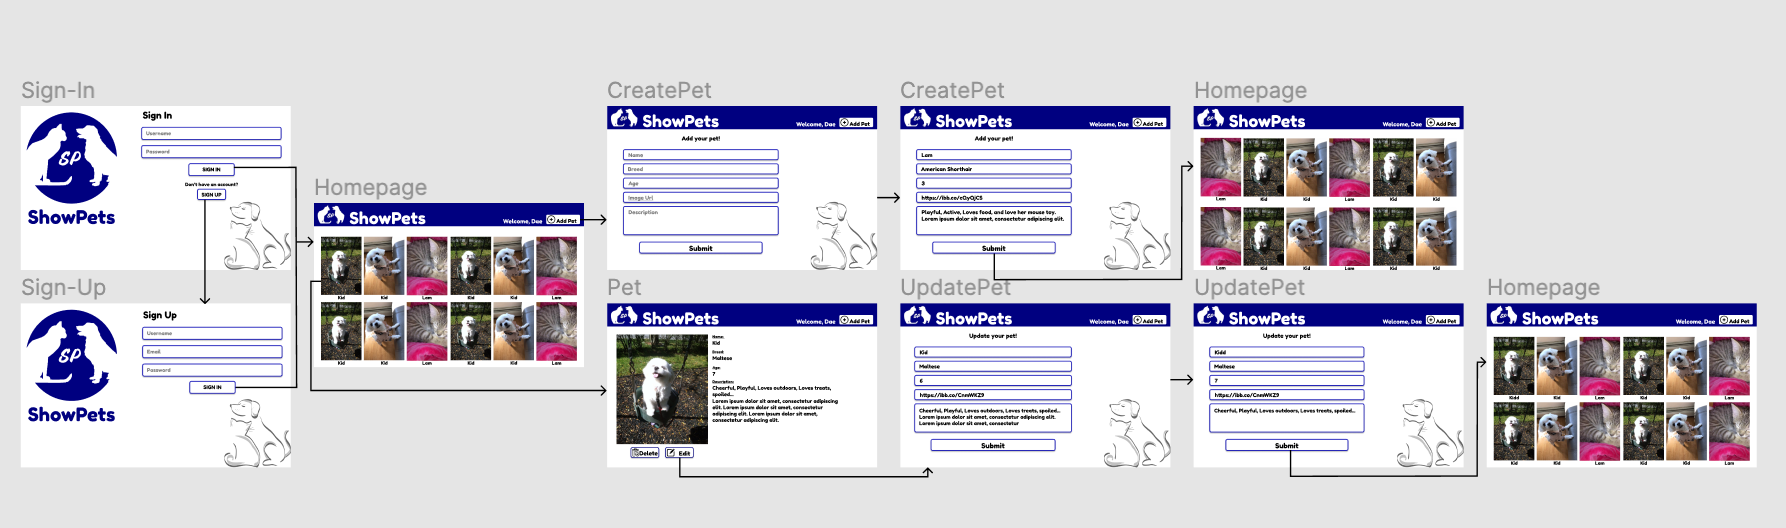 Sign-In
Sign In
Username
Password
SIGN IN
Don't have an account?
SIGN UP
SP
ShowPets
Sign-Up
Sign Up
Username
Email
Password
SIGN IN
SP
ShowPets
Homepage
ShowPets
Welcome, Doe
Add Pet
Kid Kid Lam Kid Kid Lam
Kid Kid Lam Kid Kid Lam
CreatePet
ShowPets
Welcome, Doe
Add Pet
Add your pet!
Name
Breed
Age
Image Url
Description
Submit
CreatePet
ShowPets
Welcome, Doe
Add Pet
Add your pet!
Lam
American Shorthair
3
https://ibb.co/cQyQjCS
Playful, Active, Loves food, and love her mouse toy.
Lorem ipsum dolor sit amet, consectetur adipiscing elit.
Submit
Homepage
ShowPets
Welcome, Doe
Add Pet
Lam Kid Kid Lam Kid Kid
Lam Kid Kid Lam Kid Kid
Pet
ShowPets
Welcome, Doe
Add Pet
Name:
Kid
Breed:
Maltese
Age:
7
Description:
Cheerful, Playful, Loves outdoors, Loves treats,
spoiled...
Lorem ipsum dolor sit amet, consectetur adipiscing
elit. Lorem ipsum dolor sit amet, consectetur
adipiscing elit. Lorem ipsum dolor sit amet,
consectetur adipiscing elit.
Delete
Edit
UpdatePet
ShowPets
Welcome, Doe
Add Pet
Update your pet!
Kid
Maltese
6
https://ibb.co/CnmWKZ9
Cheerful, Playful, Loves outdoors, Loves treats, spoiled...
Lorem ipsum dolor sit amet, consectetur adipiscing elit.
Lorem ipsum dolor sit amet, consectetur
Submit
UpdatePet
ShowPets
Welcome, Doe
Add Pet
Update your pet!
Kidd
Maltese
7
https://ibb.co/CnmWKZ9
Cheerful, Playful, Loves outdoors, Loves treats, spoiled...
Submit
Homepage
ShowPets
Welcome, Doe
Add Pet
Kidd Kid Lam Kid Kid Lam
Kid Kid Lam Kid Kid Lam